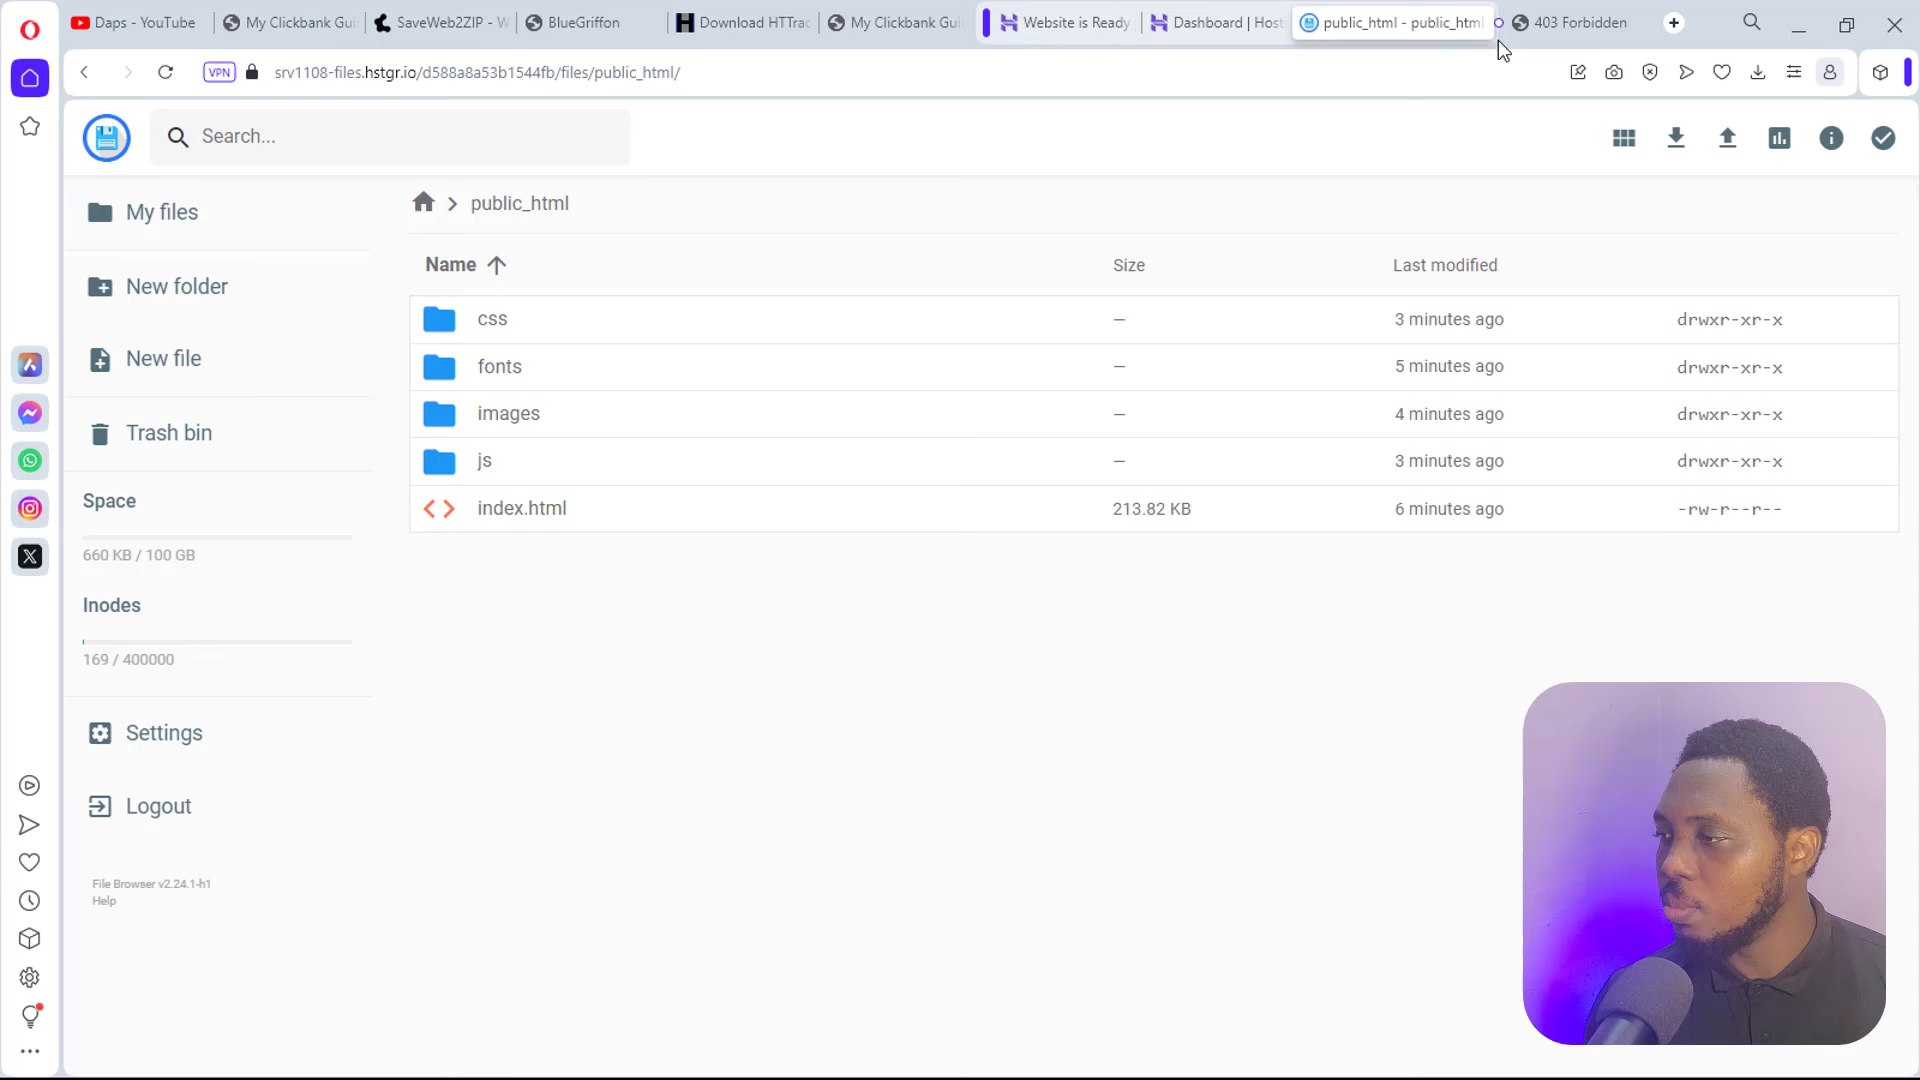 Daps - YouTube
My Clickbank Gui
SaveWeb2ZIP - W
BlueGriffon
Download HTTrac
My Clickbank Gui
Website is Ready
Dashboard | Host
public_html - public_html
403 Forbidden
VPN
srv1108-files.hstgr.io/d588a8a53b1544fb/files/public_html/
Search...
My files
New folder
New file
Trash bin
Space
660 KB / 100 GB
Inodes
169 / 400000
Settings
Logout
File Browser v2.24.1-h1
Help
public_html
Name Size Last modified
css — 3 minutes ago drwxr-xr-x
fonts — 5 minutes ago drwxr-xr-x
images — 4 minutes ago drwxr-xr-x
js — 3 minutes ago drwxr-xr-x
index.html 213.82 KB 6 minutes ago -rw-r--r--